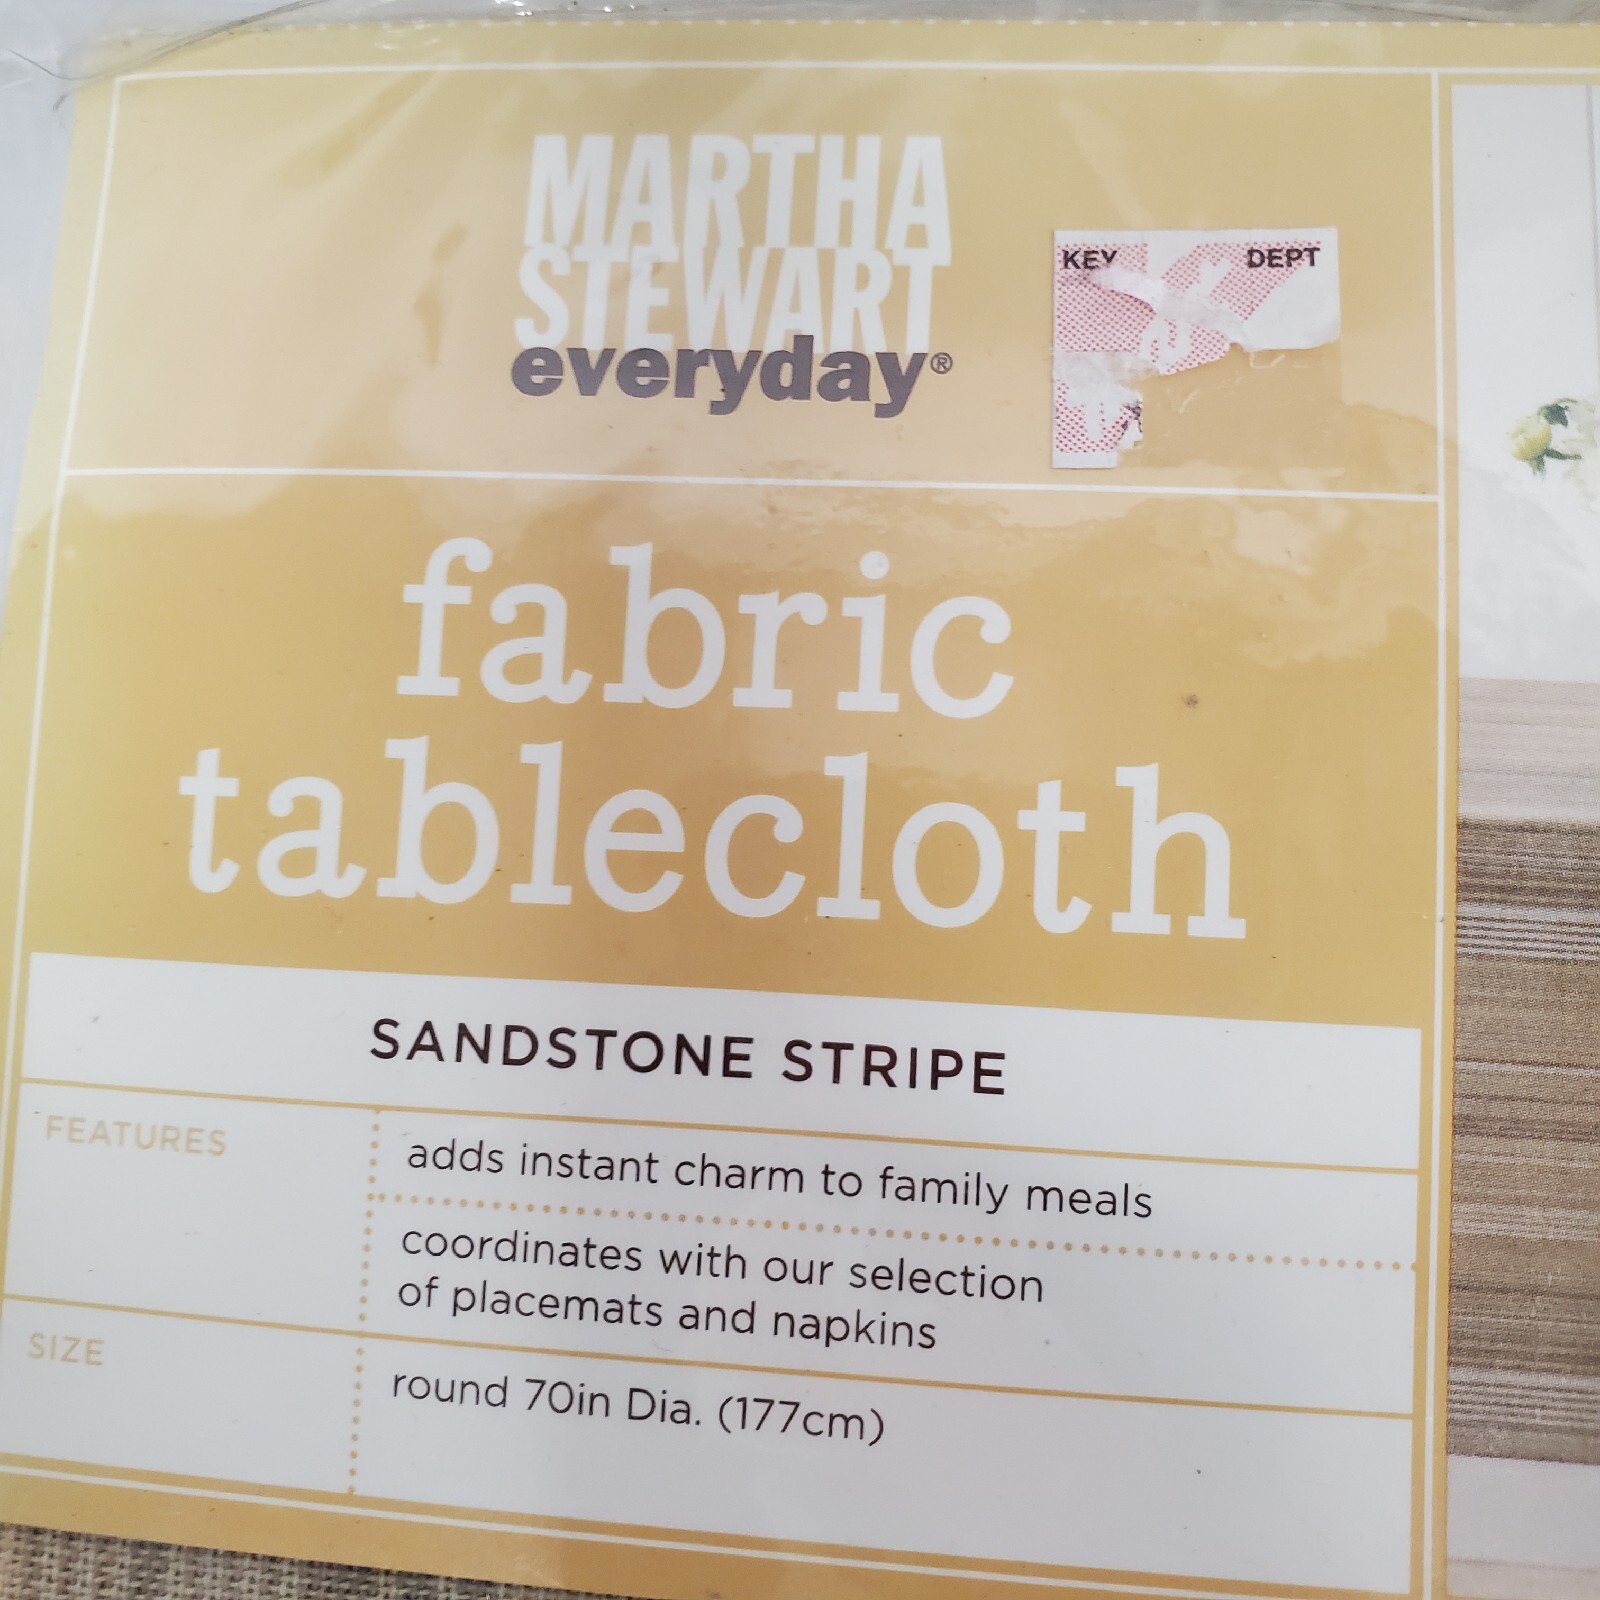 MARTHA
STEWART
everyday®
KEY DEPT
fabric
tablecloth
SANDSTONE STRIPE
FEATURES
adds instant charm to family meals
coordinates with our selection
of placemats and napkins
SIZE
round 70in Dia. (177cm)